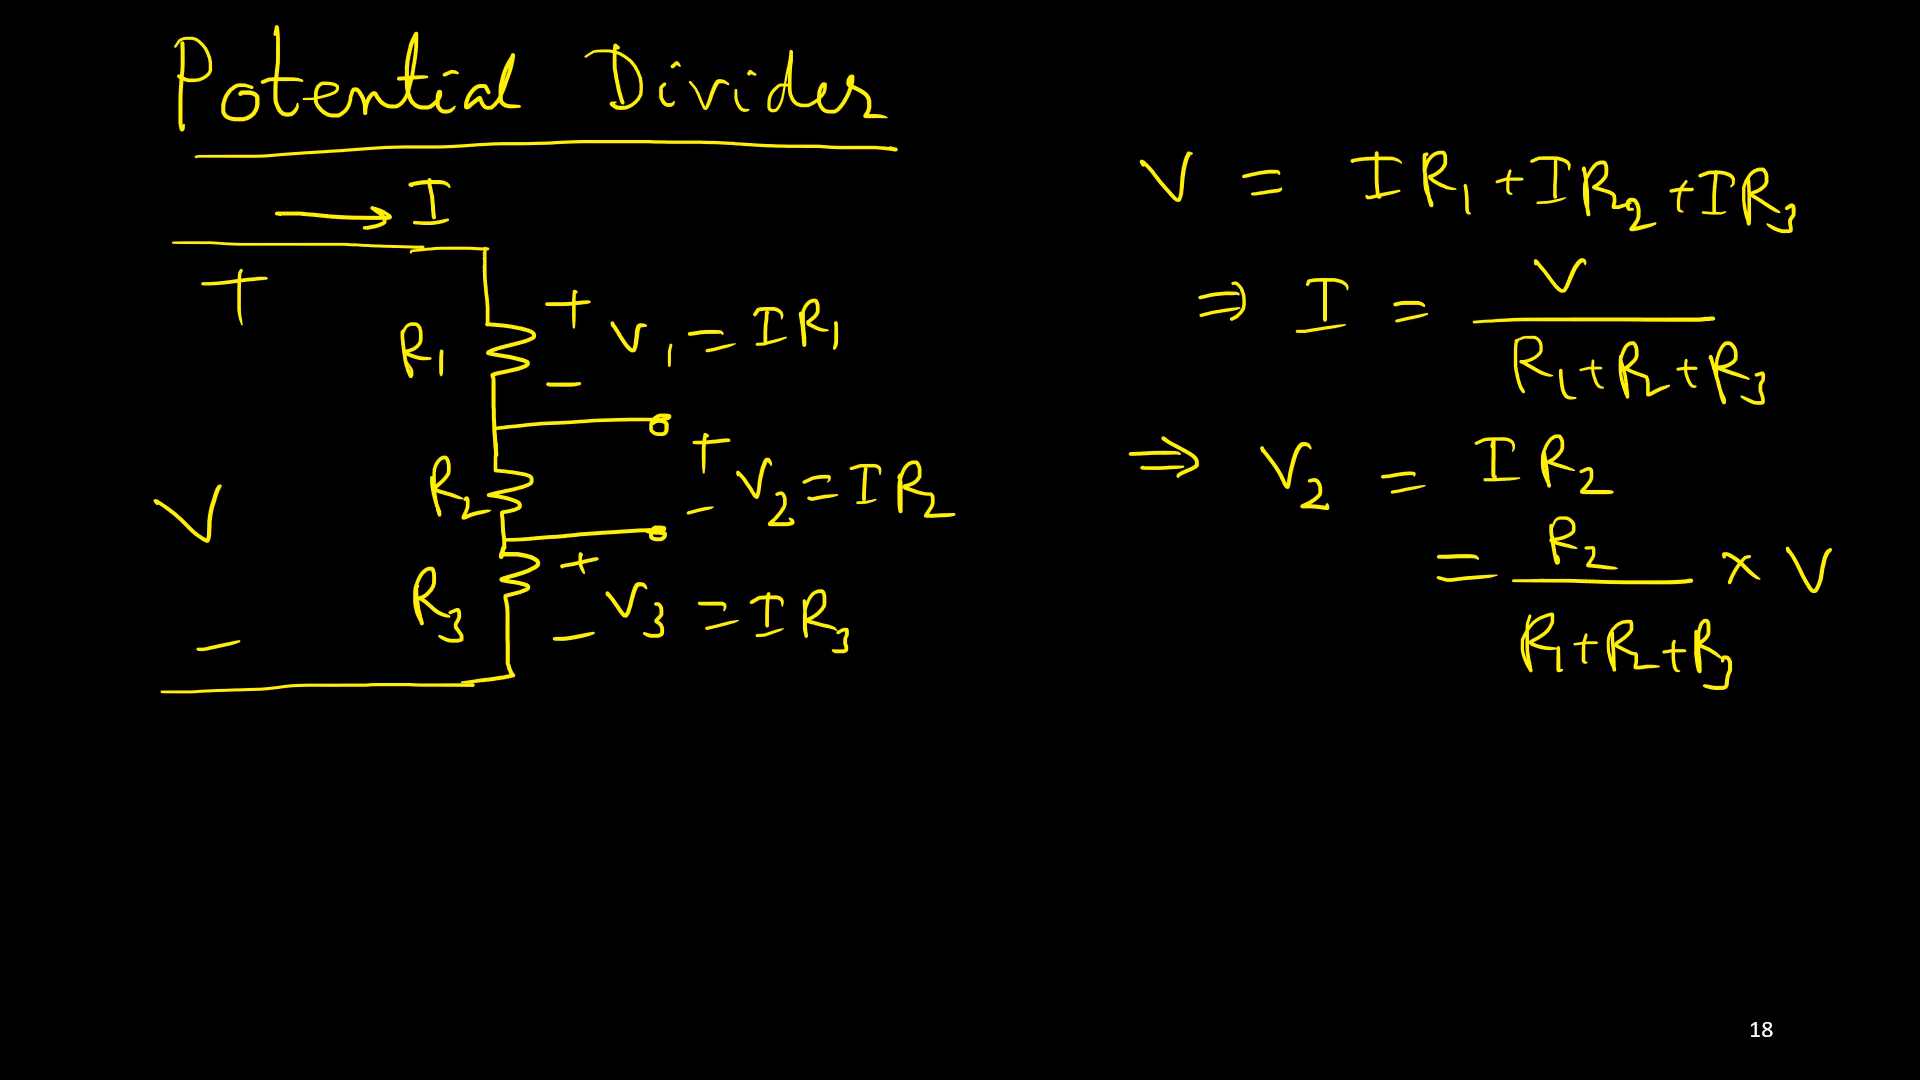 Potential Divider
I
+
R1
+
V1 = IR1
-
V
R2
+
- V2 = IR2
R3
+
- V3 = IR3
-
V = IR1 + IR2 + IR3
⇒ I = V / (R1 + R2 + R3)
⇒ V2 = IR2
= R2 / (R1 + R2 + R3) × V
18